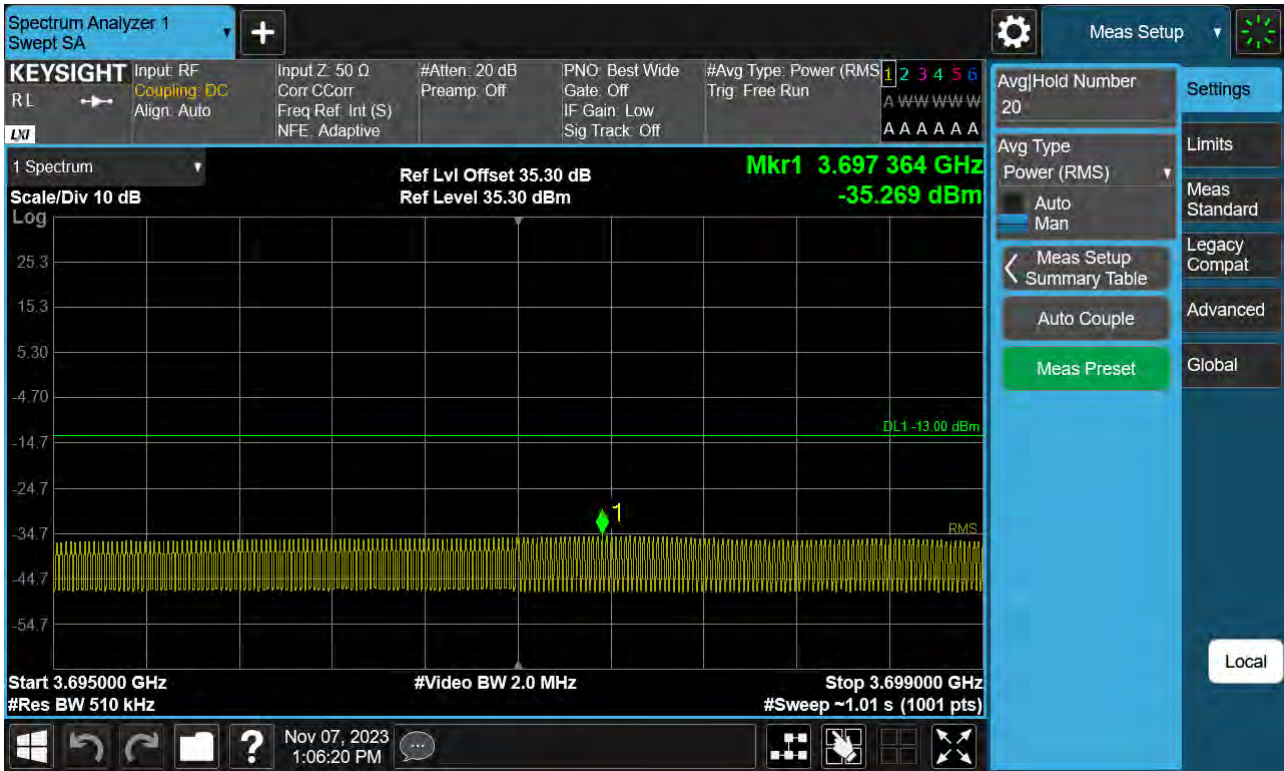 Spectrum Analyzer 1
Swept SA
Meas Setup
KEYSIGHT
RL
LXI
Input: RF
Coupling: DC
Align: Auto
Input Z: 50 Ω
Corr CCorr
Freq Ref: Int (S)
NFE: Adaptive
#Atten: 20 dB
Preamp: Off
PNO: Best Wide
Gate: Off
IF Gain: Low
Sig Track: Off
#Avg Type: Power (RMS
Trig: Free Run
1 2 3 4 5 6
A W W W W W
A A A A A A
1 Spectrum
Scale/Div 10 dB
Log
Ref Lvl Offset 35.30 dB
Ref Level 35.30 dBm
Mkr1 3.697 364 GHz
-35.269 dBm
25.3
15.3
5.30
-4.70
DL1 -13.00 dBm
-14.7
-24.7
1
-34.7
RMS
-44.7
-54.7
Start 3.695000 GHz
#Res BW 510 kHz
#Video BW 2.0 MHz
Stop 3.699000 GHz
#Sweep ~1.01 s (1001 pts)
Avg|Hold Number
20
Avg Type
Power (RMS)
Auto
Man
Meas Setup
Summary Table
Auto Couple
Meas Preset
Settings
Limits
Meas
Standard
Legacy
Compat
Advanced
Global
Local
?
Nov 07, 2023
1:06:20 PM